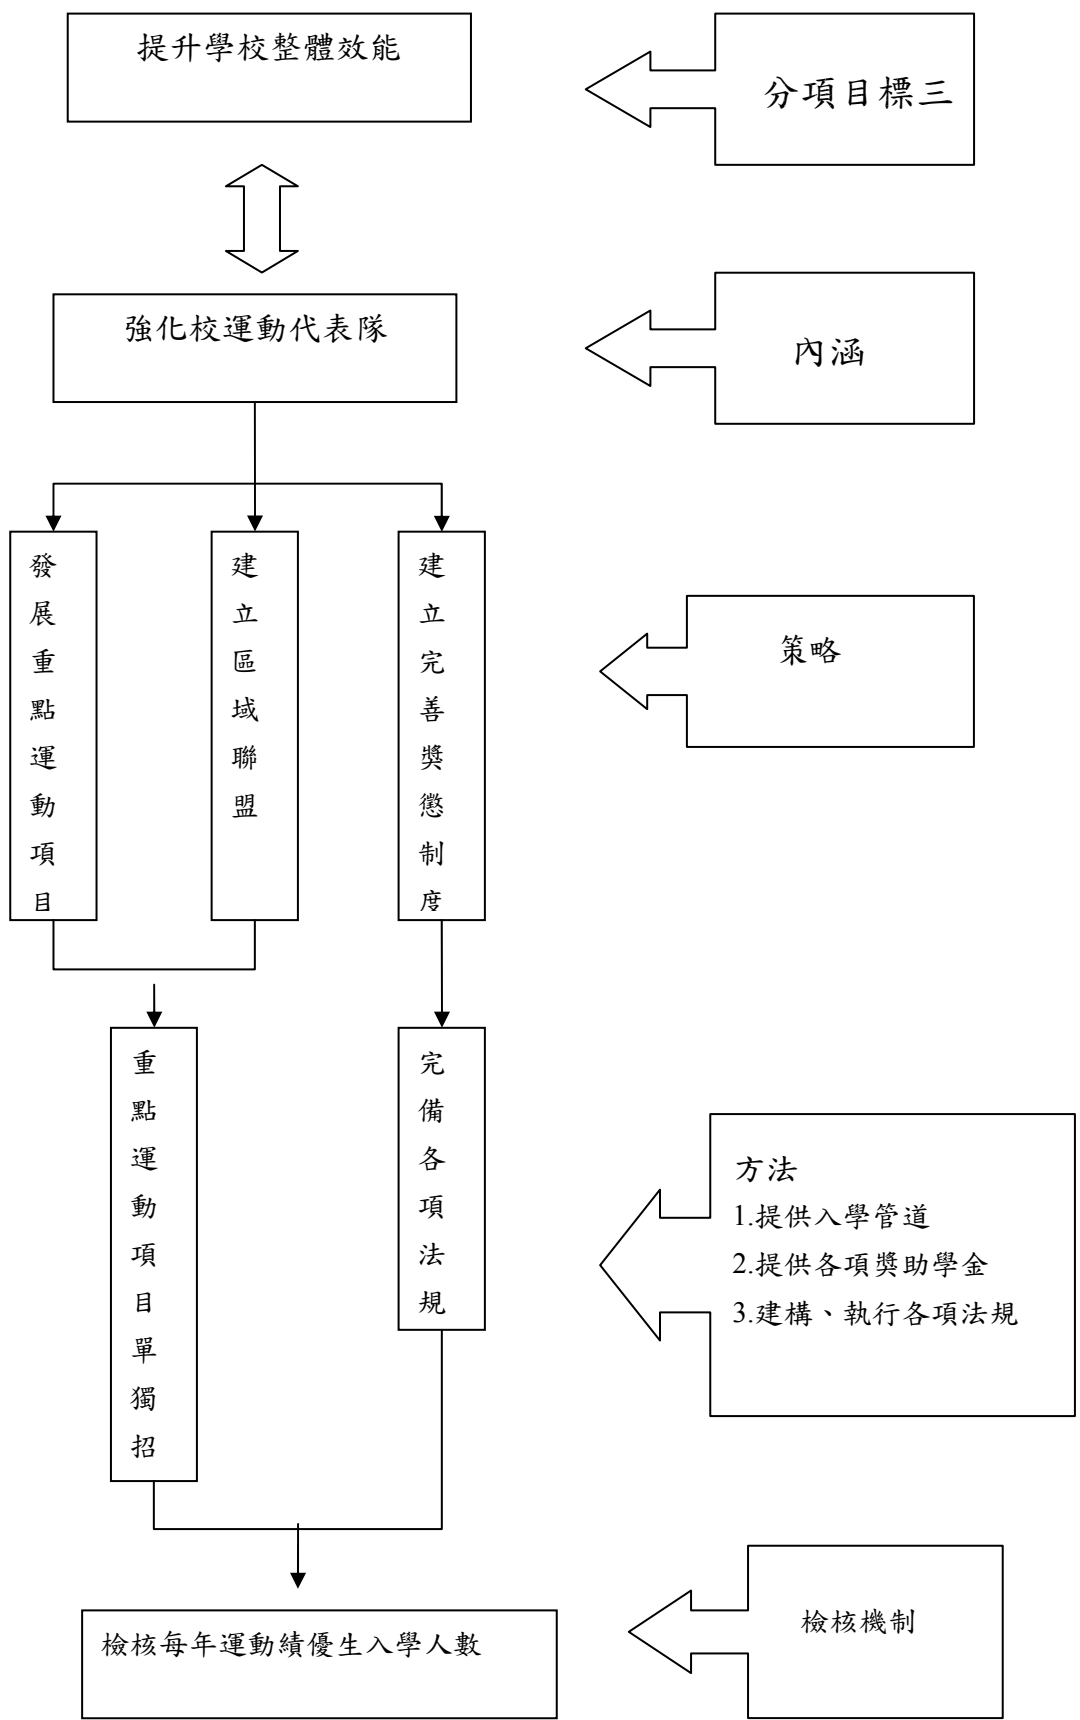 提升學校整體效能
分項目標三
強化校運動代表隊
內涵
發展重點運動項目
建立區域聯盟
建立完善獎懲制度
策略
重點運動項目單獨招
完備各項法規
方法
1.提供入學管道
2.提供各項獎助學金
3.建構、執行各項法規
檢核每年運動績優生入學人數
檢核機制